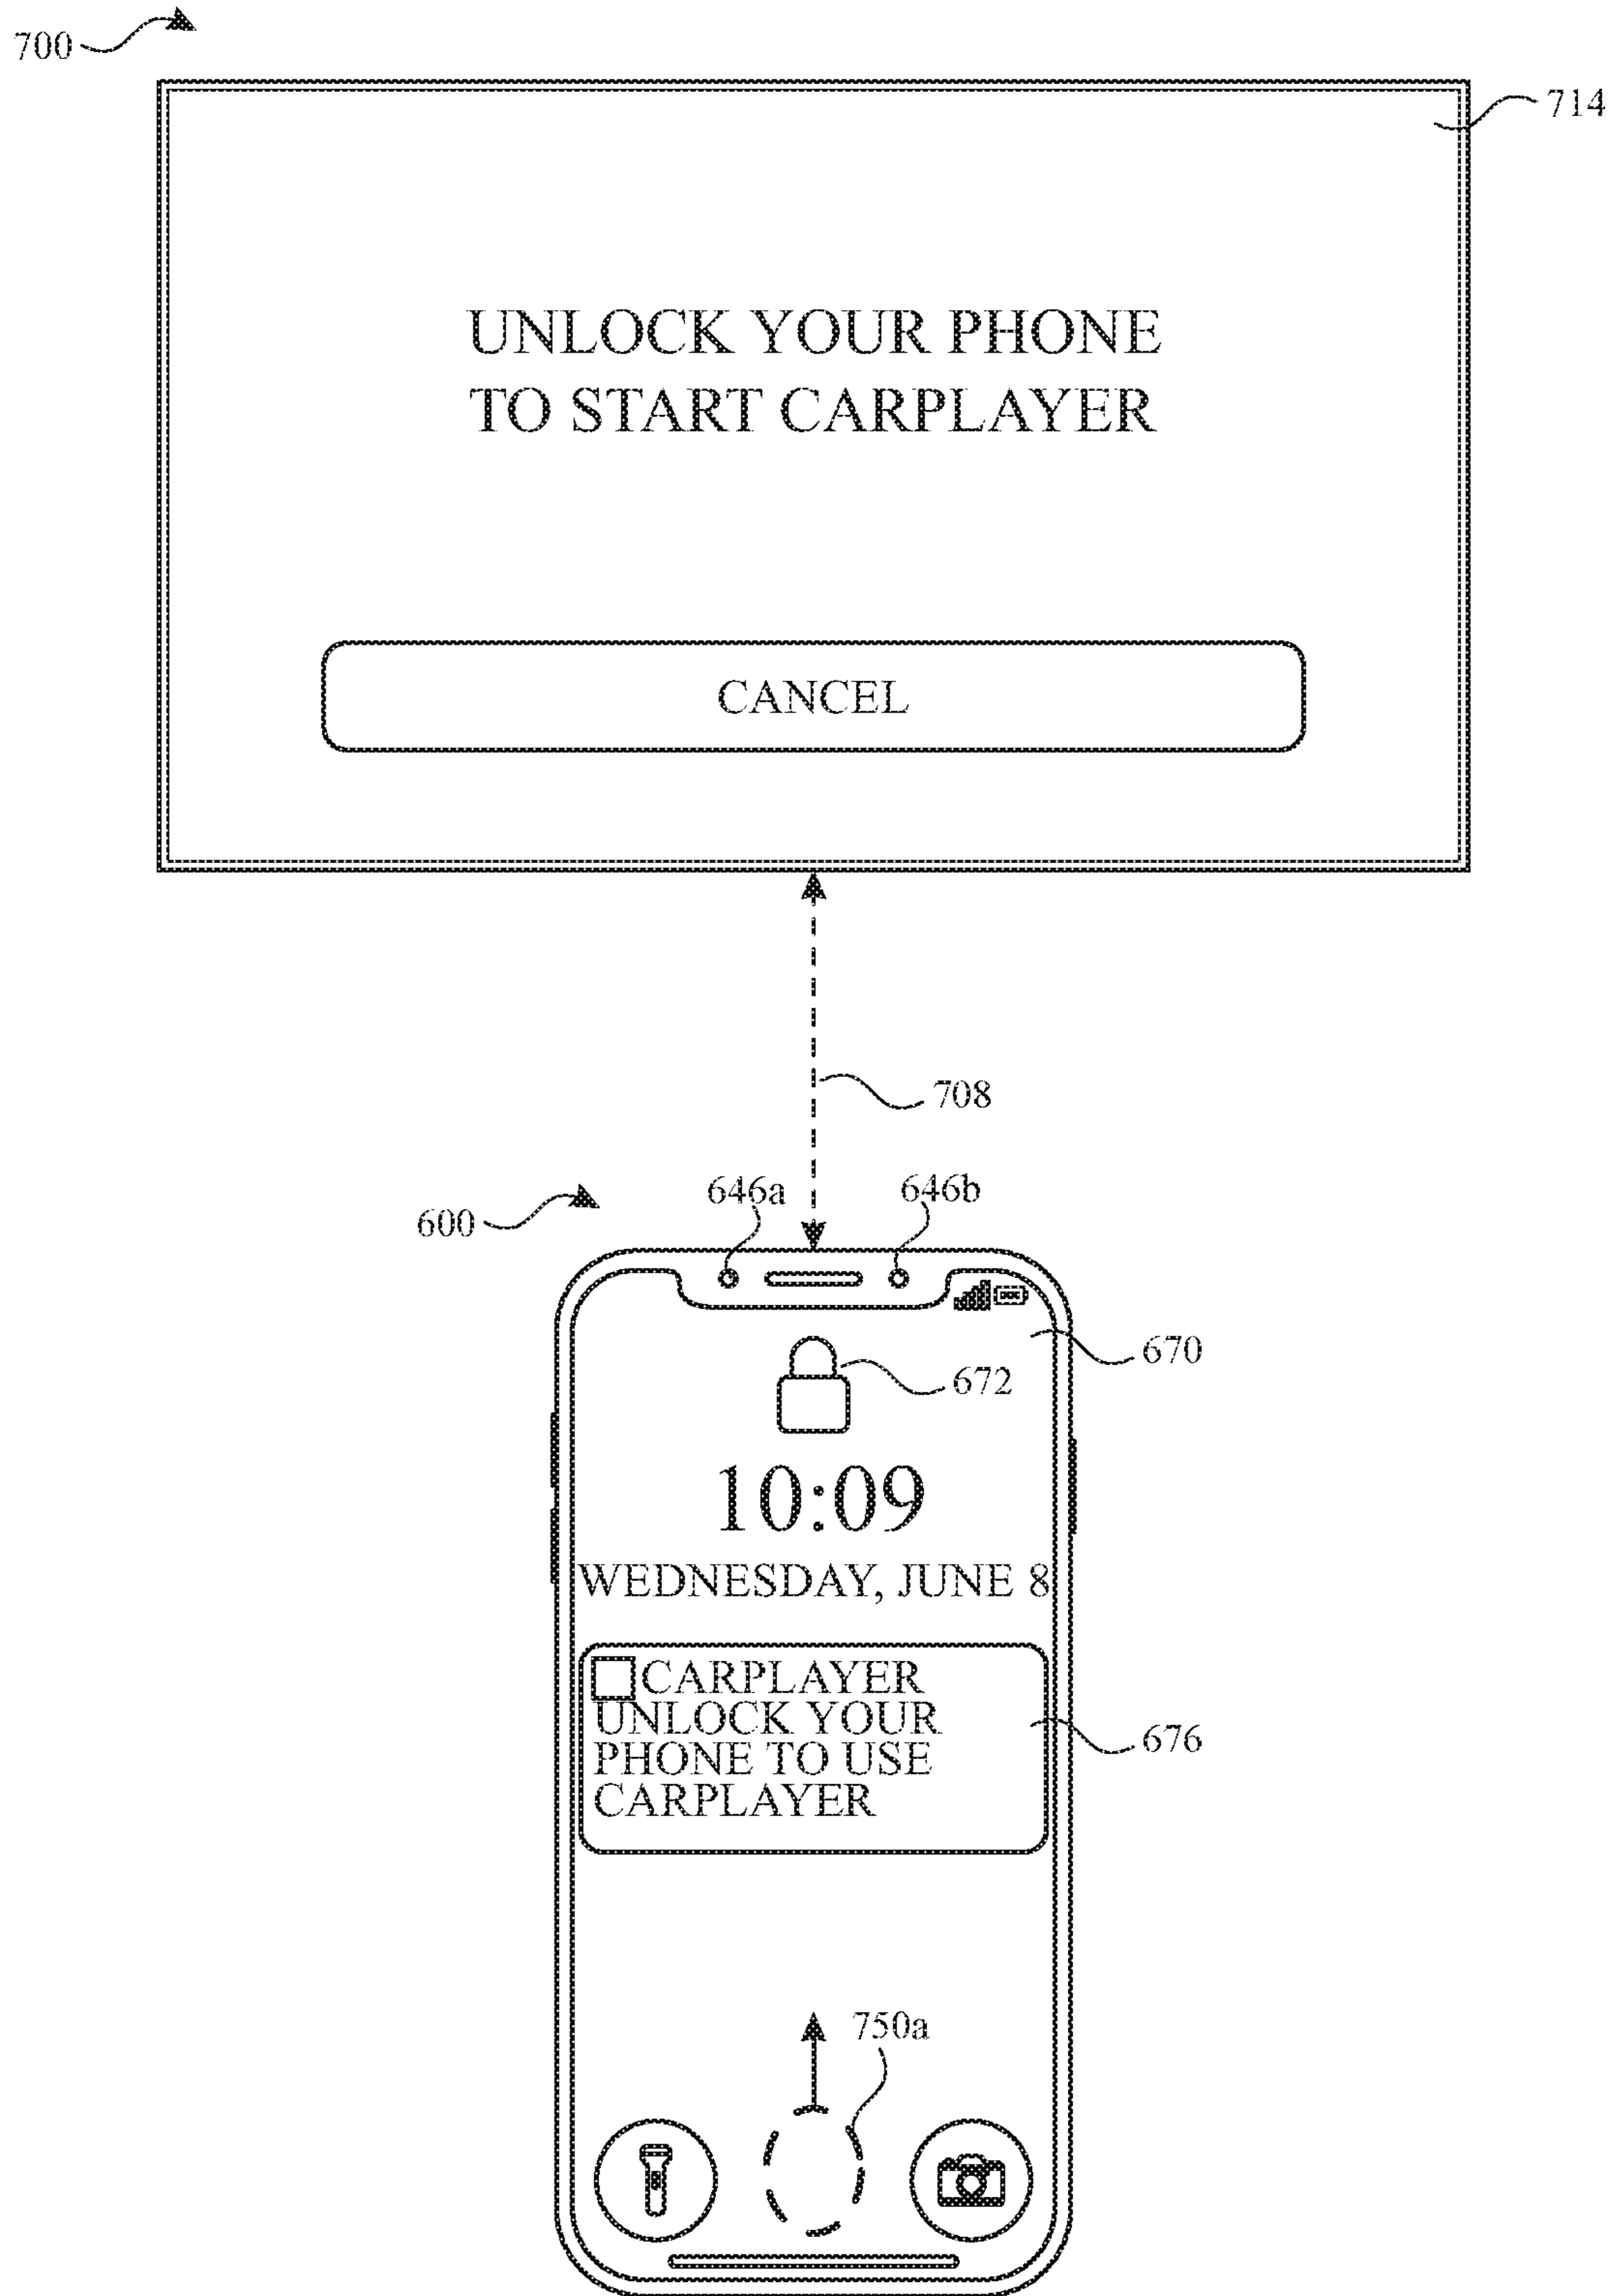 700
714
UNLOCK YOUR PHONE
TO START CARPLAYER
CANCEL
708
646a
646b
600
670
672
10:09
WEDNESDAY, JUNE 8
CARPLAYER
UNLOCK YOUR
PHONE TO USE
CARPLAYER
676
750a